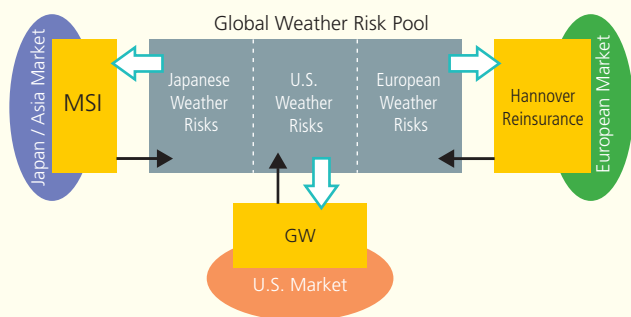 Global Weather Risk Pool
Japan / Asia Market
MSI
Japanese
Weather
Risks
U.S.
Weather
Risks
European
Weather
Risks
Hannover
Reinsurance
European Market
GW
U.S. Market